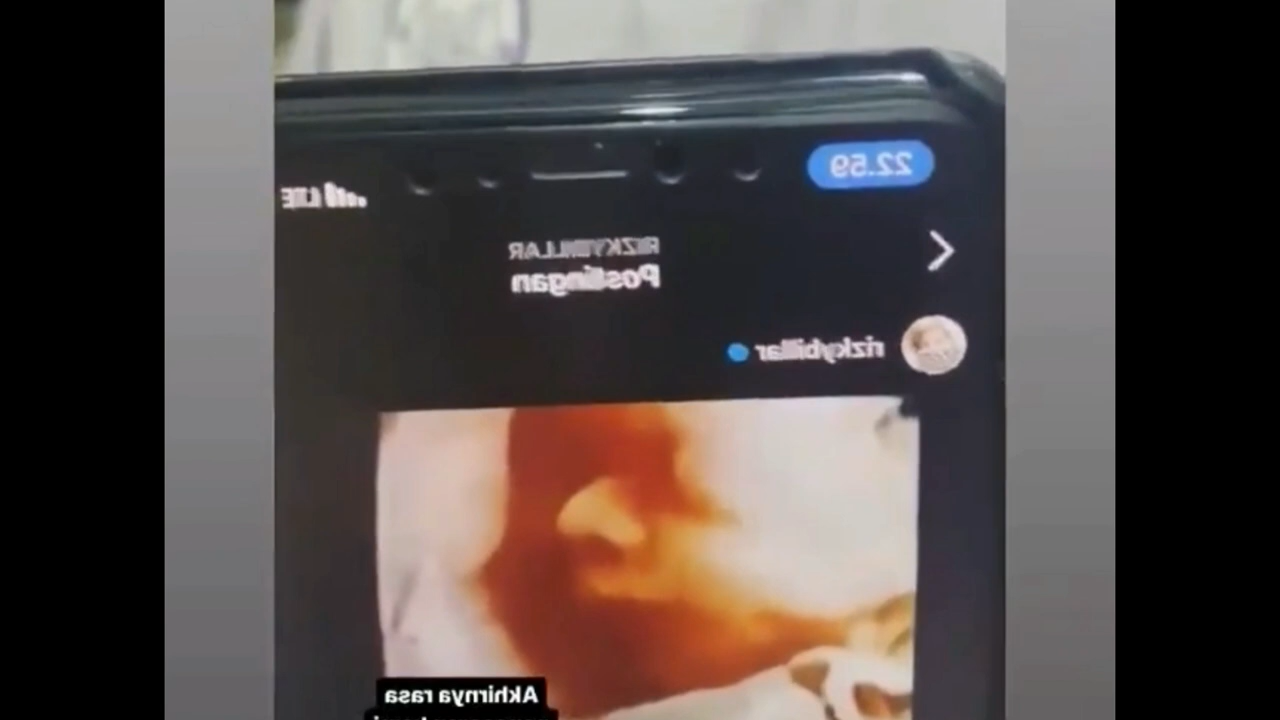 22.59
LTE
RIZKYBILLAR
Postingan
rizkybillar
Akhirnya rasa